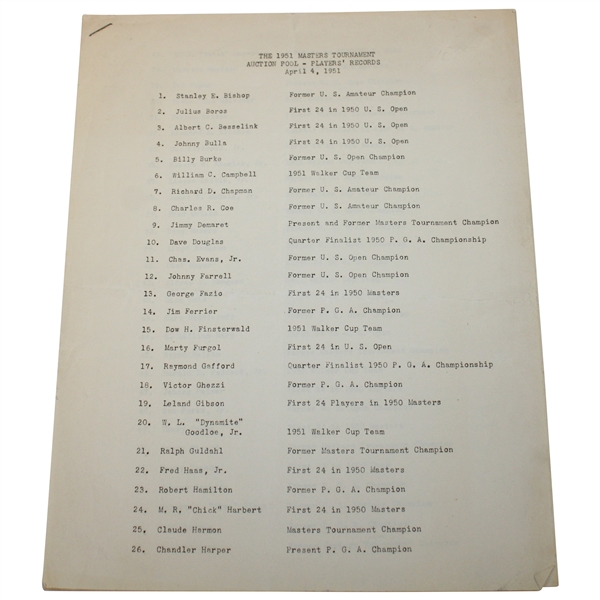 THE 1951 MASTERS TOURNAMENT
AUCTION POOL - PLAYERS' RECORDS
April 4, 1951
1. Stanley E. Bishop Former U. S. Amateur Champion
2. Julius Boros First 24 in 1950 U. S. Open
3. Albert C. Besselink First 24 in 1950 U. S. Open
4. Johnny Bulla First 24 in 1950 U. S. Open
5. Billy Burke Former U. S. Open Champion
6. William C. Campbell 1951 Walker Cup Team
7. Richard D. Chapman Former U. S. Amateur Champion
8. Charles R. Coe Former U. S. Amateur Champion
9. Jimmy Demaret Present and Former Masters Tournament Champion
10. Dave Douglas Quarter Finalist 1950 P. G. A. Championship
11. Chas. Evans, Jr. Former U. S. Open Champion
12. Johnny Farrell Former U. S. Open Champion
13. George Fazio First 24 in 1950 Masters
14. Jim Ferrier Former P. G. A. Champion
15. Dow H. Finsterwald 1951 Walker Cup Team
16. Marty Furgol First 24 in U. S. Open
17. Raymond Gafford Quarter Finalist 1950 P. G. A. Championship
18. Victor Ghezzi Former P. G. A. Champion
19. Leland Gibson First 24 Players in 1950 Masters
20. W. L. "Dynamite"
Goodloe, Jr. 1951 Walker Cup Team
21. Ralph Guldahl Former Masters Tournament Champion
22. Fred Haas, Jr. First 24 in 1950 Masters
23. Robert Hamilton Former P. G. A. Champion
24. M. R. "Chick" Harbert First 24 in 1950 Masters
25. Claude Harmon Masters Tournament Champion
26. Chandler Harper Present P. G. A. Champion